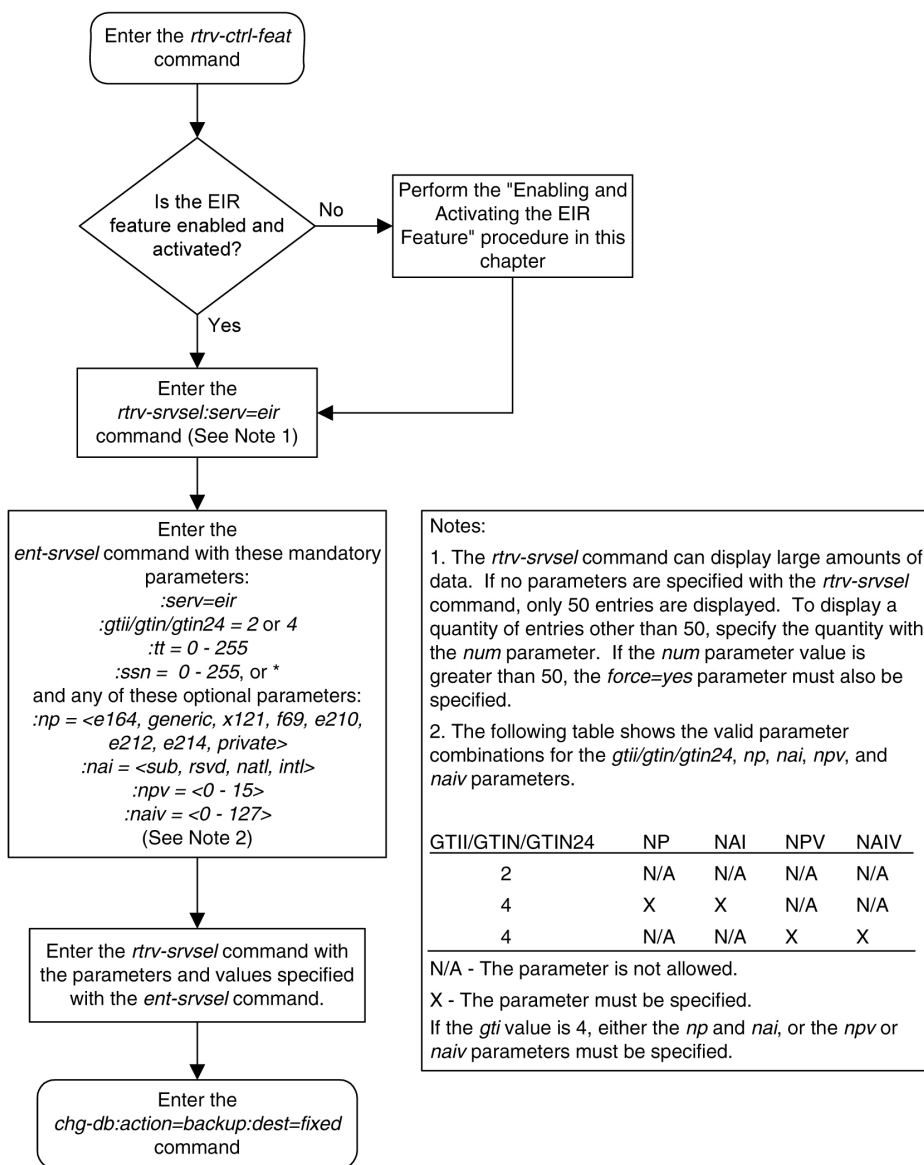 Enter the rtrv-ctrl-feat
command
Is the EIR
feature enabled and
activated?
No
Perform the "Enabling and
Activating the EIR
Feature" procedure in this
chapter
Yes
Enter the
rtrv-srvsel:serv=eir
command (See Note 1)
Enter the
ent-srvsel command with these mandatory
parameters:
:serv=eir
:gtii/gtin/gtin24 = 2 or 4
:tt = 0 - 255
:ssn = 0 - 255, or *
and any of these optional parameters:
:np = <e164, generic, x121, f69, e210,
e212, e214, private>
:nai = <sub, rsvd, natl, intl>
:npv = <0 - 15>
:naiv = <0 - 127>
(See Note 2)
Enter the rtrv-srvsel command with
the parameters and values specified
with the ent-srvsel command.
Enter the
chg-db:action=backup:dest=fixed
command
Notes:
1. The rtrv-srvsel command can display large amounts of
data. If no parameters are specified with the rtrv-srvsel
command, only 50 entries are displayed. To display a
quantity of entries other than 50, specify the quantity with
the num parameter. If the num parameter value is
greater than 50, the force=yes parameter must also be
specified.
2. The following table shows the valid parameter
combinations for the gtii/gtin/gtin24, np, nai, npv, and
naiv parameters.
GTII/GTIN/GTIN24 NP NAI NPV NAIV
2 N/A N/A N/A N/A
4 X X N/A N/A
4 N/A N/A X X
N/A - The parameter is not allowed.
X - The parameter must be specified.
If the gti value is 4, either the np and nai, or the npv or
naiv parameters must be specified.